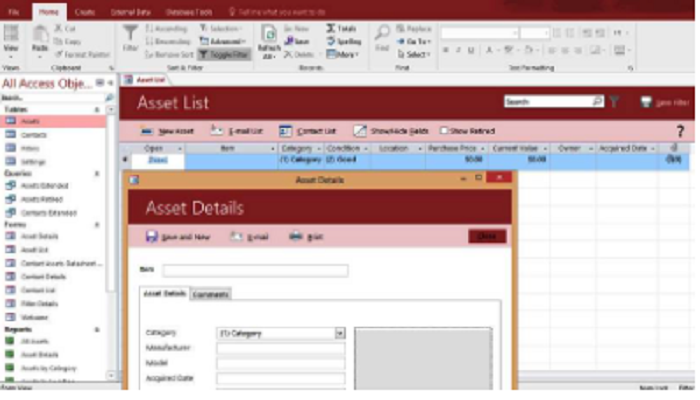 File Home Create External Data Database Tools Tell me what you want to do
View Paste Cut Copy Format Painter Filter Ascending Descending Remove Sort Selection Advanced Toggle Filter Refresh All New Save Delete Totals Spelling More Find Replace Go To Select
Views Clipboard Sort & Filter Records Find Text Formatting
All Access Obje...
Asset List
Search...
Tables
Assets
Contacts
Filters
Settings
Queries
Assets Extended
Assets Retired
Contacts Extended
Forms
Asset Details
Asset List
Contact Assets Datasheet...
Contact Details
Contact List
Filter Details
Welcome
Reports
All Assets
Asset Details
Assets by Category
Asset List
Search
Save Filter
New Asset E-mail List Contact List Show/Hide Fields Show Retired ?
Open Item Category Condition Location Purchase Price Current Value Owner Acquired Date
(New) (1) Category (2) Good $0.00 $0.00 (0)
Asset Details
Asset Details
Save and New E-mail Print Close
Item
Asset Details Comments
Category (1) Category
Manufacturer
Model
Acquired Date
Form View Num Lock